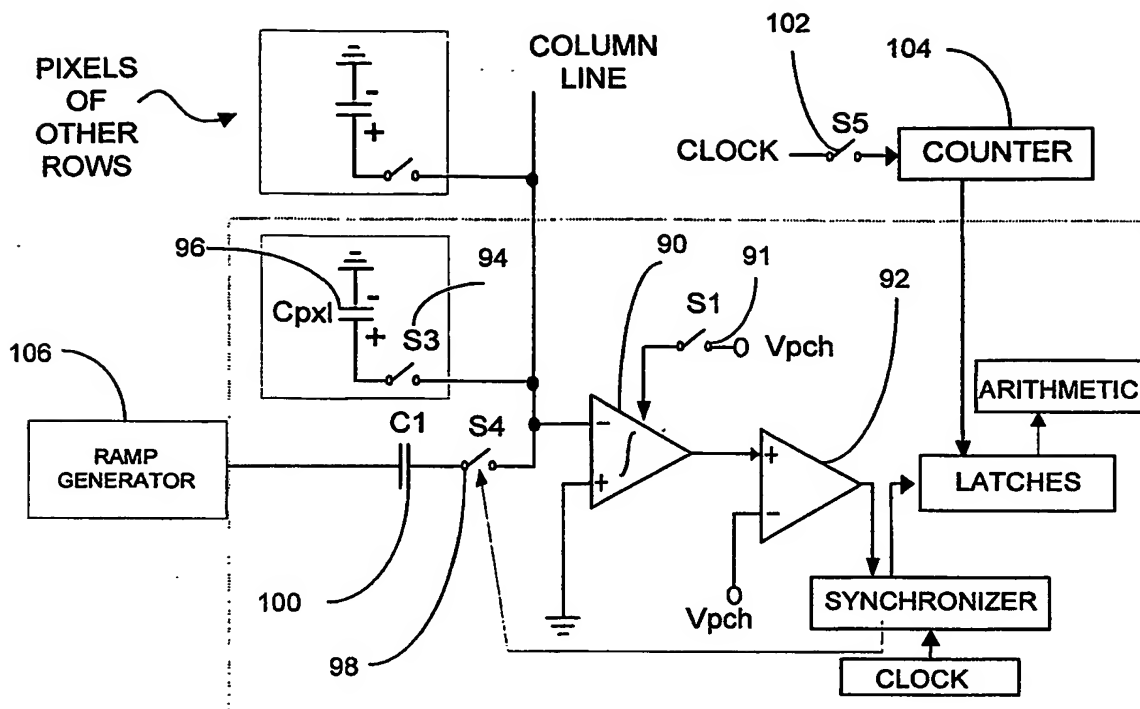 PIXELS
OF
OTHER
ROWS
-
+
COLUMN
LINE
102
104
S5
CLOCK
COUNTER
96
94
90
91
92
-
Cpxl
+
S3
S1
Vpch
106
C1
S4
RAMP
GENERATOR
-
+
+
-
ARITHMETIC
LATCHES
100
98
Vpch
SYNCHRONIZER
CLOCK